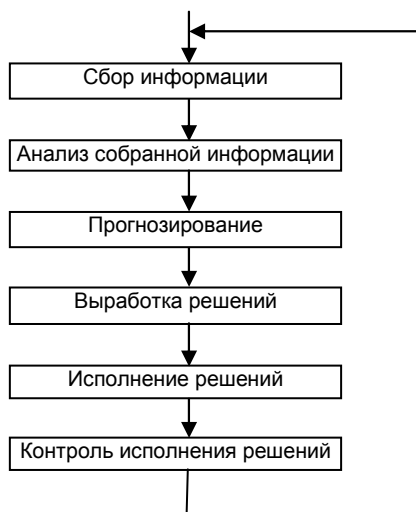 Сбор информации
Анализ собранной информации
Прогнозирование
Выработка решений
Исполнение решений
Контроль исполнения решений